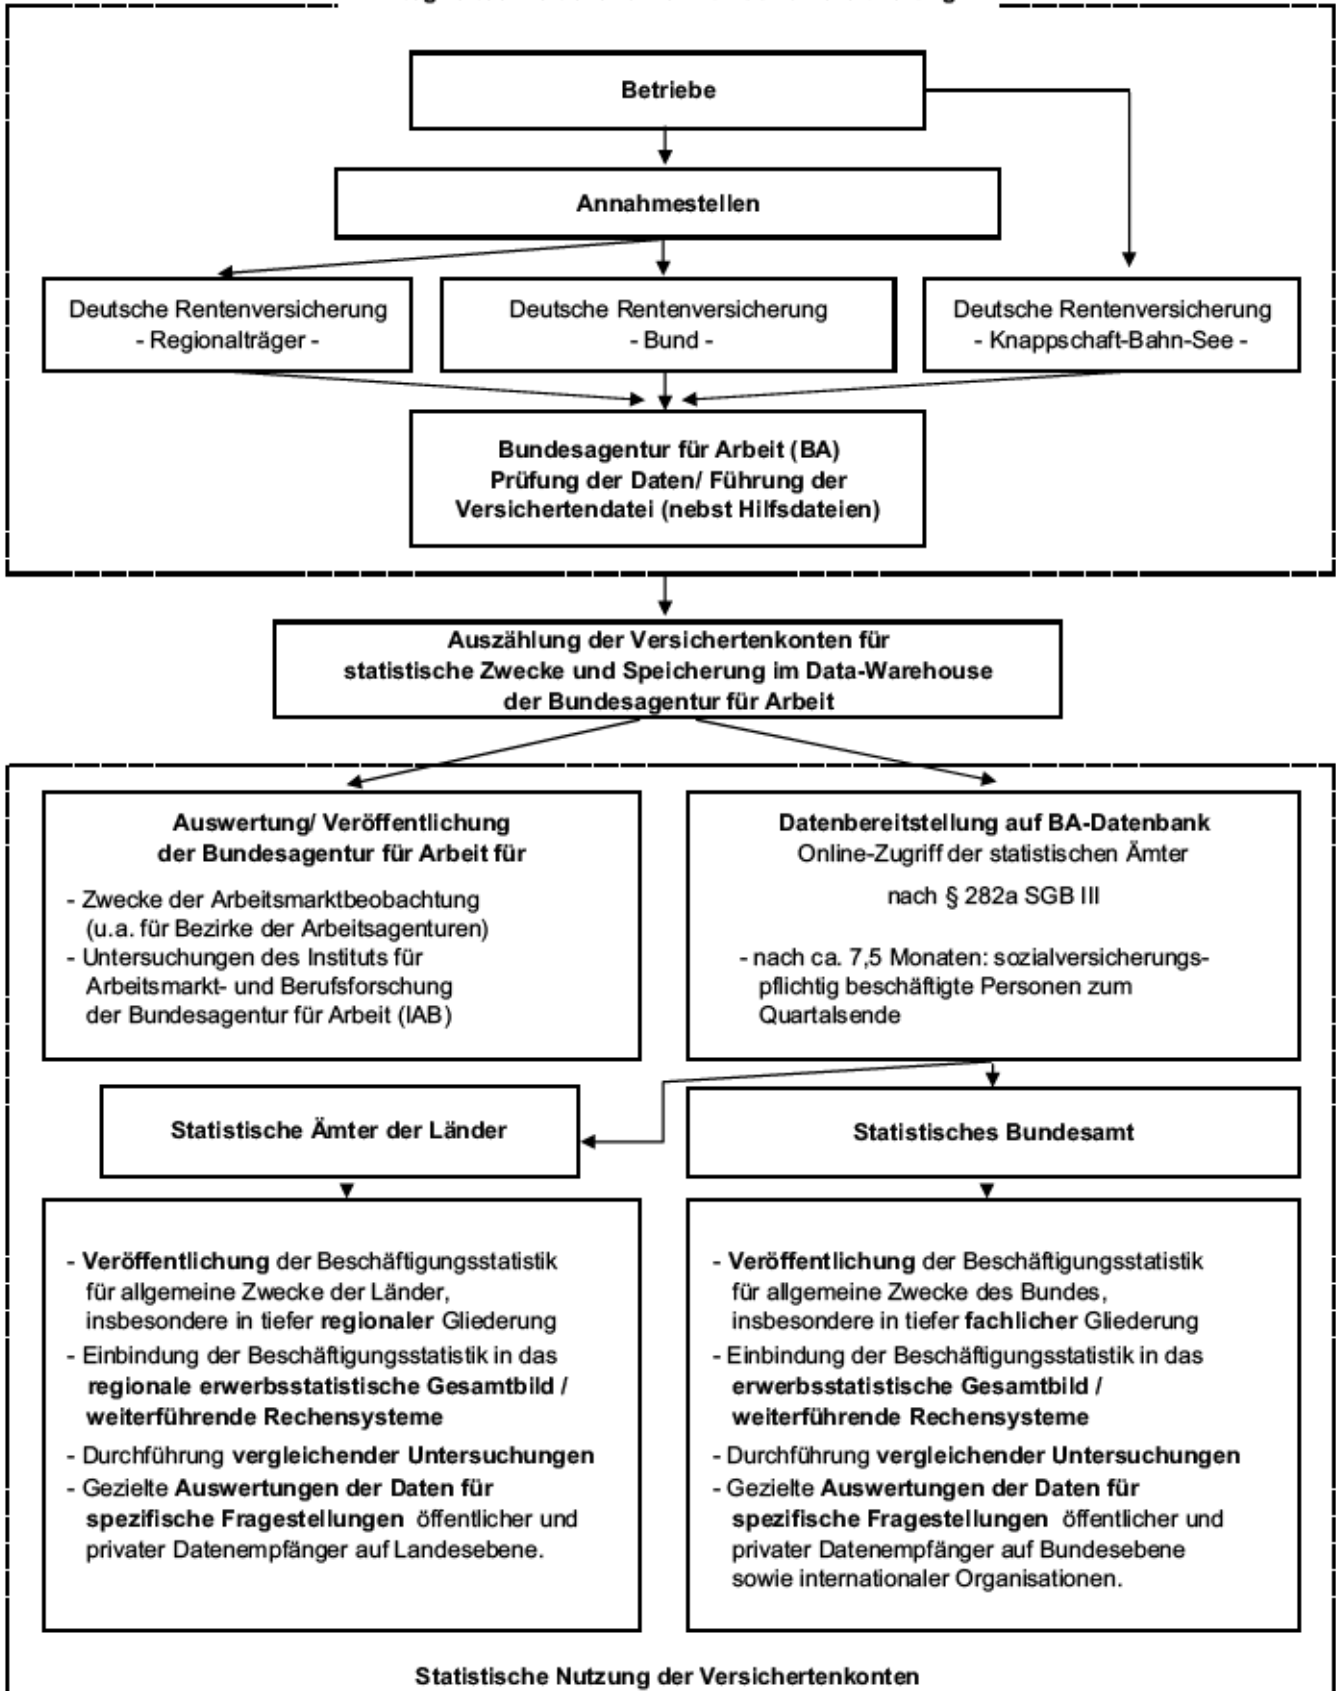 Betriebe
Annahmestellen
Deutsche Rentenversicherung
- Regionalträger -
Deutsche Rentenversicherung
- Bund -
Deutsche Rentenversicherung
- Knappschaft-Bahn-See -
Bundesagentur für Arbeit (BA)
Prüfung der Daten/ Führung der
Versichertendatei (nebst Hilfsdateien)
Auszählung der Versichertenkonten für
statistische Zwecke und Speicherung im Data-Warehouse
der Bundesagentur für Arbeit
Auswertung/ Veröffentlichung
der Bundesagentur für Arbeit für
- Zwecke der Arbeitsmarktbeobachtung
(u.a. für Bezirke der Arbeitsagenturen)
- Untersuchungen des Instituts für
Arbeitsmarkt- und Berufsforschung
der Bundesagentur für Arbeit (IAB)
Datenbereitstellung auf BA-Datenbank
Online-Zugriff der statistischen Ämter
nach § 282a SGB III
- nach ca. 7,5 Monaten: sozialversicherungs-
pflichtig beschäftigte Personen zum
Quartalsende
Statistische Ämter der Länder
Statistisches Bundesamt
- Veröffentlichung der Beschäftigungsstatistik
für allgemeine Zwecke der Länder,
insbesondere in tiefer regionaler Gliederung
- Einbindung der Beschäftigungsstatistik in das
regionale erwerbsstatistische Gesamtbild /
weiterführende Rechensysteme
- Durchführung vergleichender Untersuchungen
- Gezielte Auswertungen der Daten für
spezifische Fragestellungen öffentlicher und
privater Datenempfänger auf Landesebene.
- Veröffentlichung der Beschäftigungsstatistik
für allgemeine Zwecke des Bundes,
insbesondere in tiefer fachlicher Gliederung
- Einbindung der Beschäftigungsstatistik in das
erwerbsstatistische Gesamtbild /
weiterführende Rechensysteme
- Durchführung vergleichender Untersuchungen
- Gezielte Auswertungen der Daten für
spezifische Fragestellungen öffentlicher und
privater Datenempfänger auf Bundesebene
sowie internationaler Organisationen.
Statistische Nutzung der Versichertenkonten